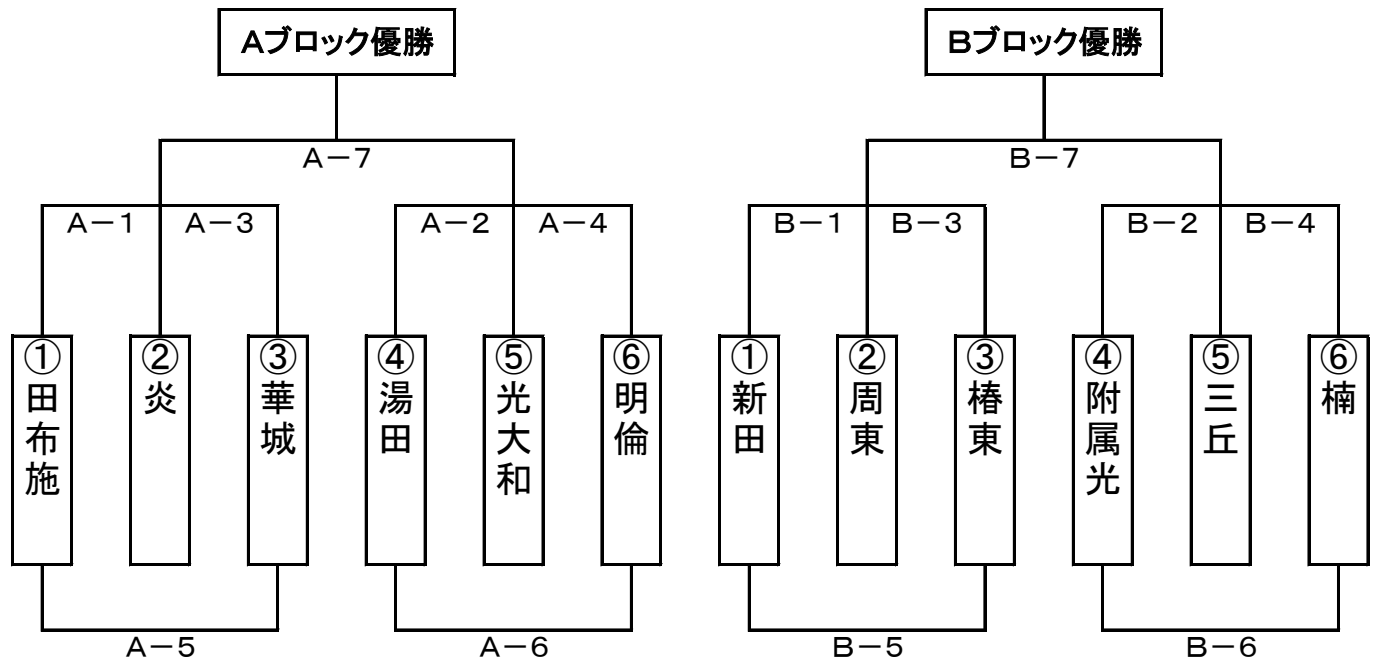 Aブロック優勝
Bブロック優勝
A－7
B－7
A－1
A－3
A－2
A－4
B－1
B－3
B－2
B－4
①田布施
②炎
③華城
④湯田
⑤光大和
⑥明倫
①新田
②周東
③椿東
④附属光
⑤三丘
⑥楠
A－5
A－6
B－5
B－6